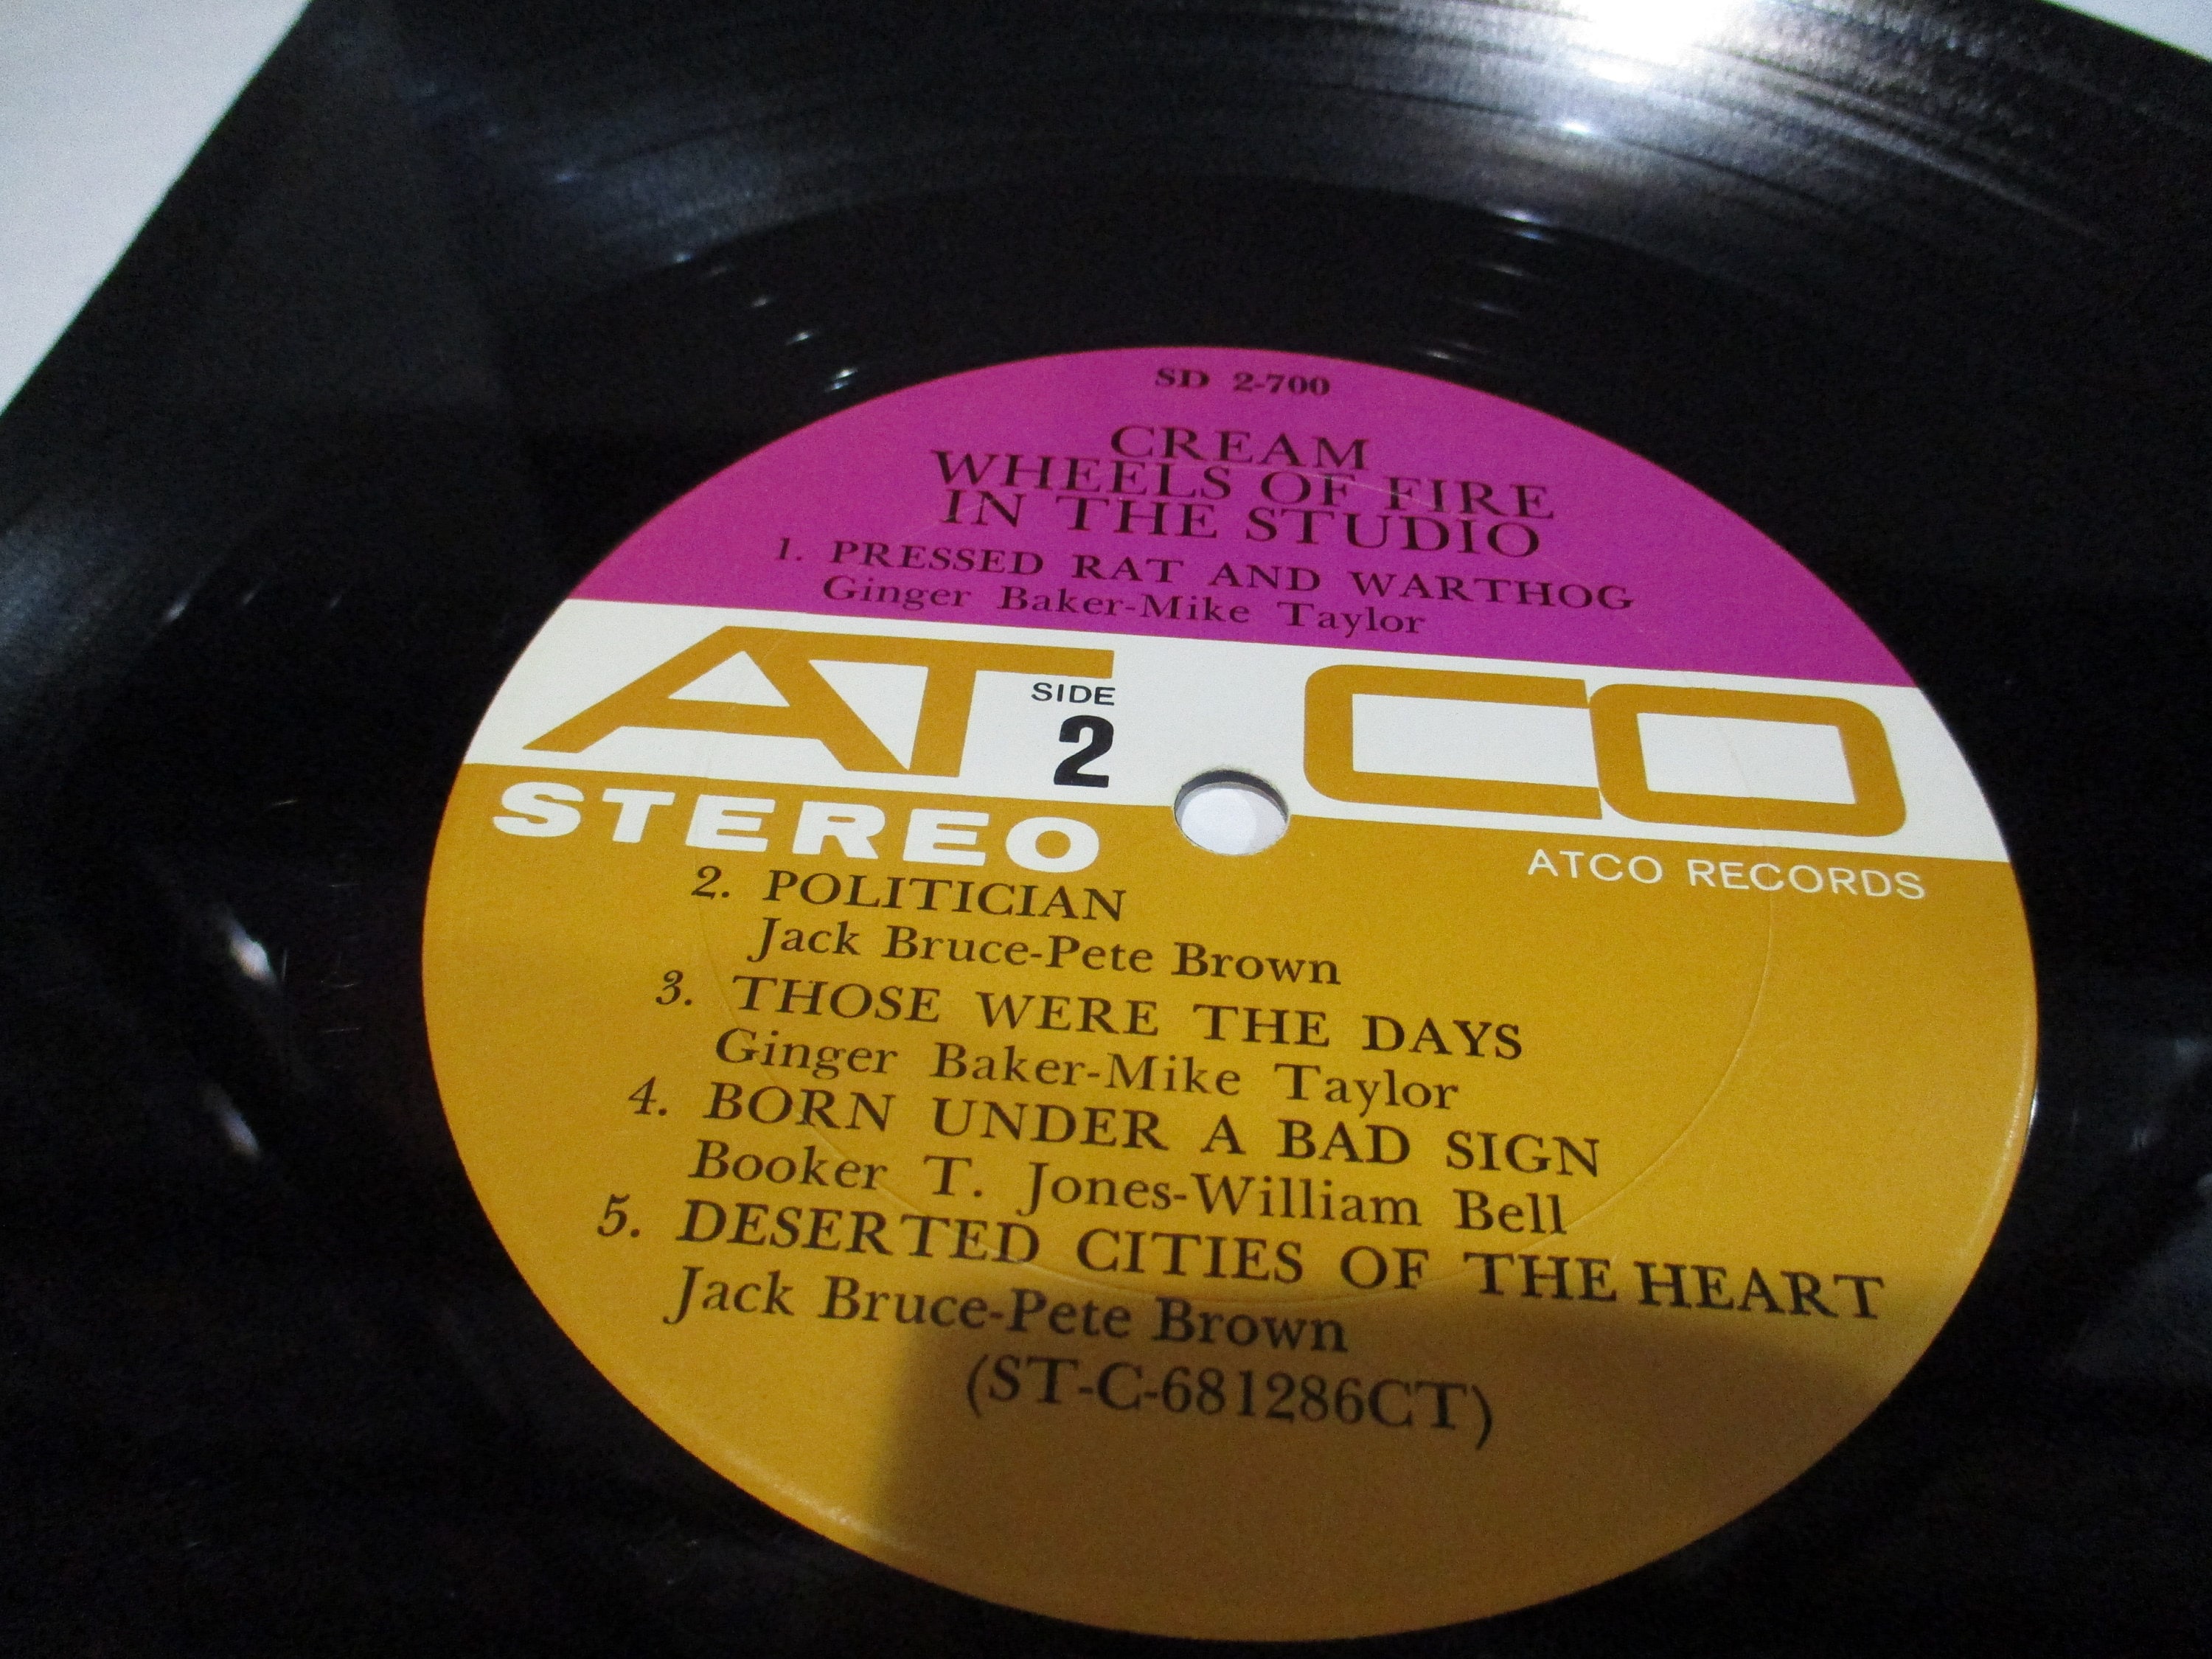 SD 2-700
CREAM
WHEELS OF FIRE
IN THE STUDIO
1. PRESSED RAT AND WARTHOG
Ginger Baker-Mike Taylor
ATCO
SIDE
2
STEREO
ATCO RECORDS
2. POLITICIAN
Jack Bruce-Pete Brown
3. THOSE WERE THE DAYS
Ginger Baker-Mike Taylor
4. BORN UNDER A BAD SIGN
Booker T. Jones-William Bell
5. DESERTED CITIES OF THE HEART
Jack Bruce-Pete Brown
(ST-C-681286CT)